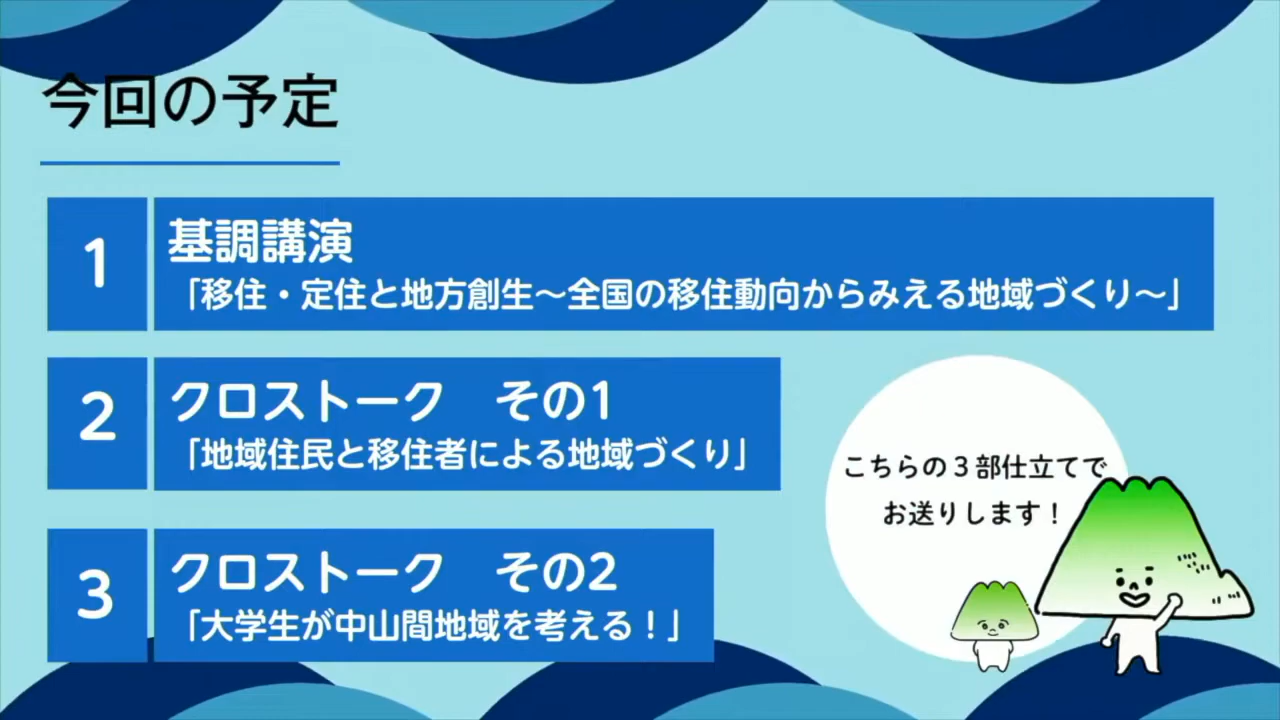 今回の予定
1
基調講演
「移住・定住と地方創生～全国の移住動向からみえる地域づくり～」
2
クロストーク　その1
「地域住民と移住者による地域づくり」
3
クロストーク　その2
「大学生が中山間地域を考える！」
こちらの３部仕立てで
お送りします！